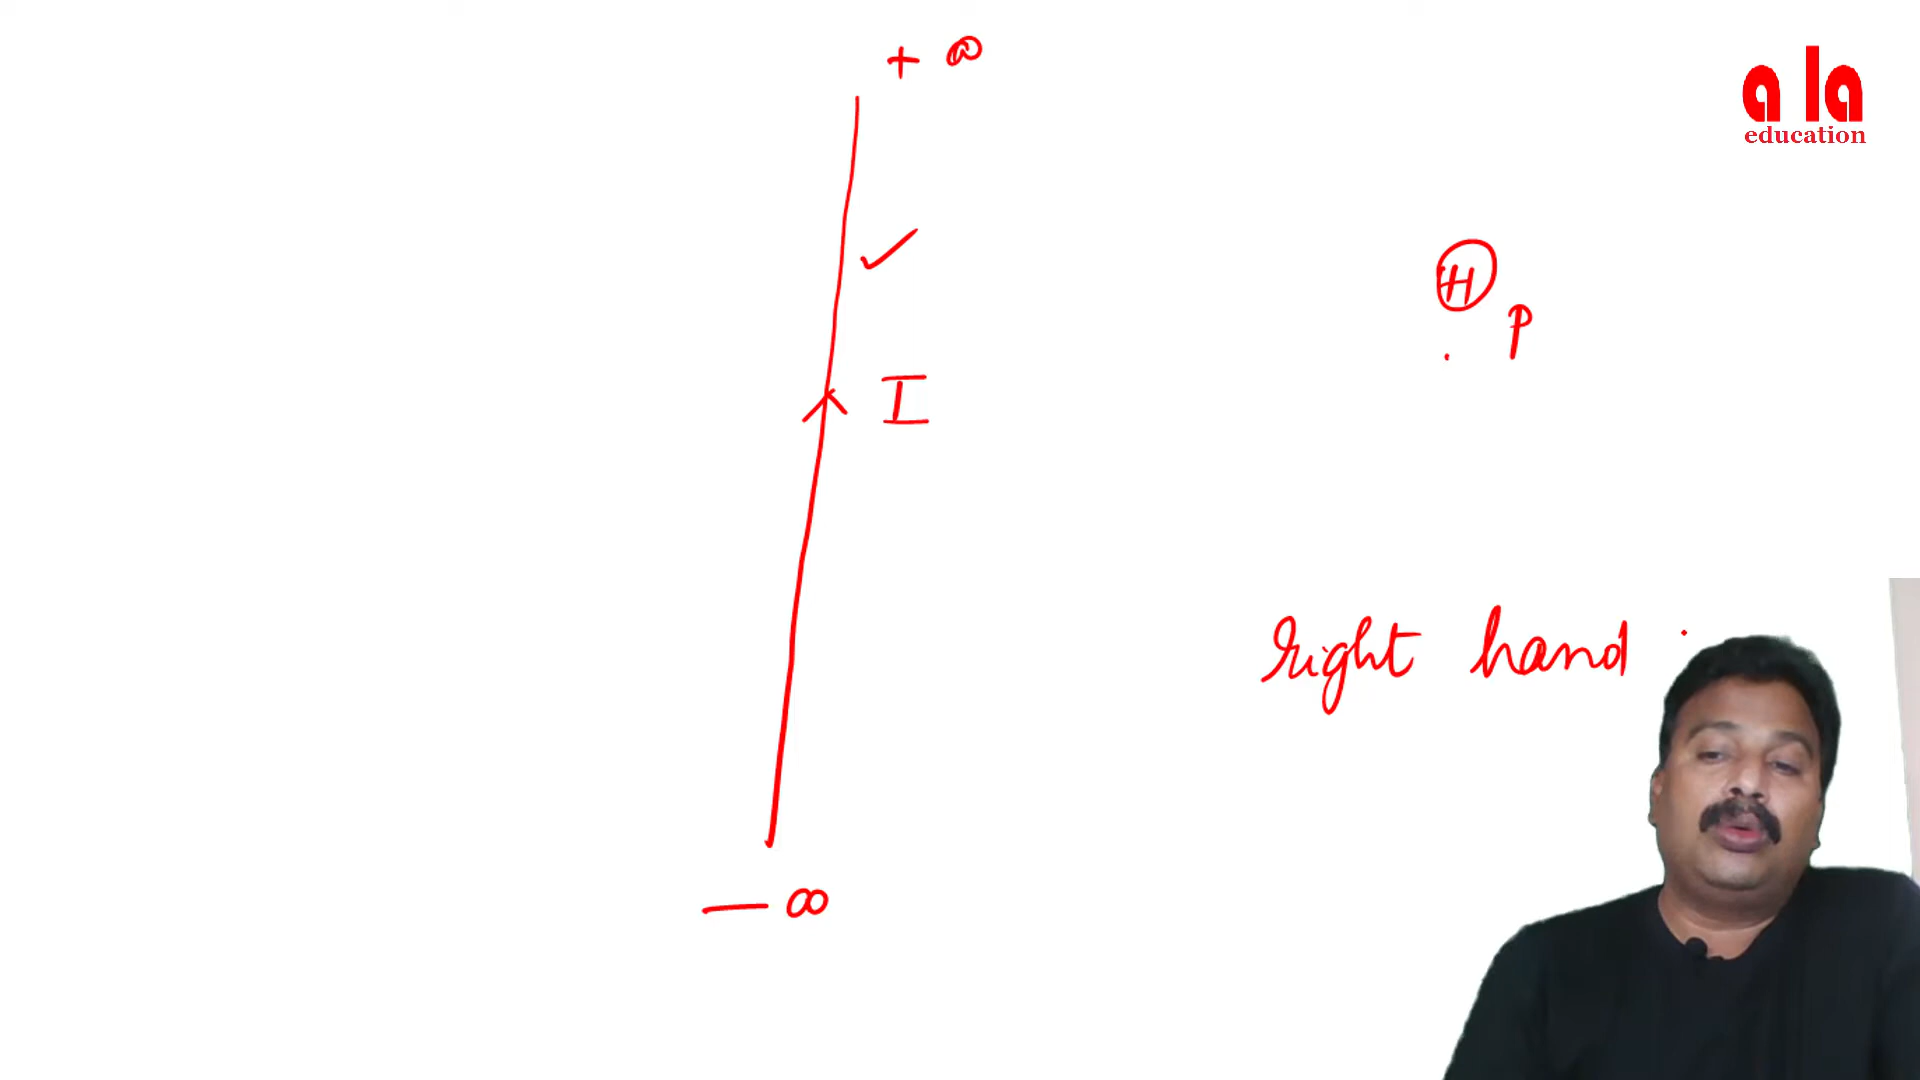 + ∞
a la
education
H
P
I
right hand
— ∞